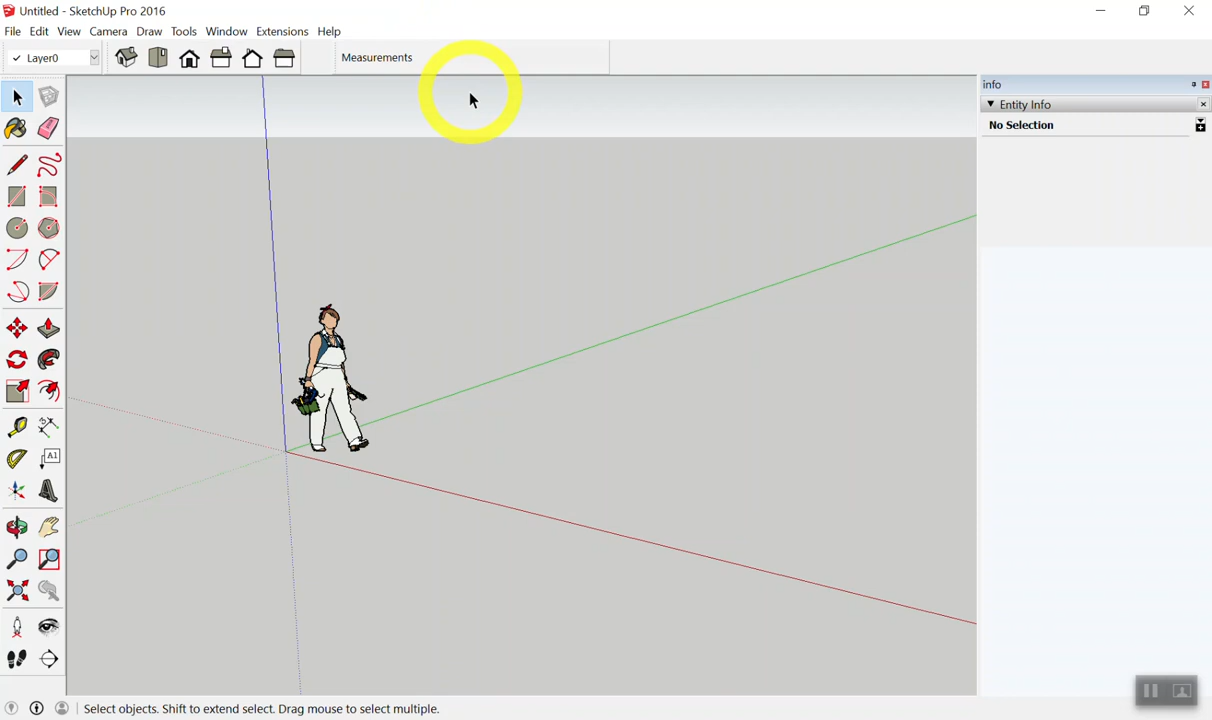 Untitled - SketchUp Pro 2016
File Edit View Camera Draw Tools Window Extensions Help
Layer0
Measurements
info
Entity Info
No Selection
A1
Select objects. Shift to extend select. Drag mouse to select multiple.